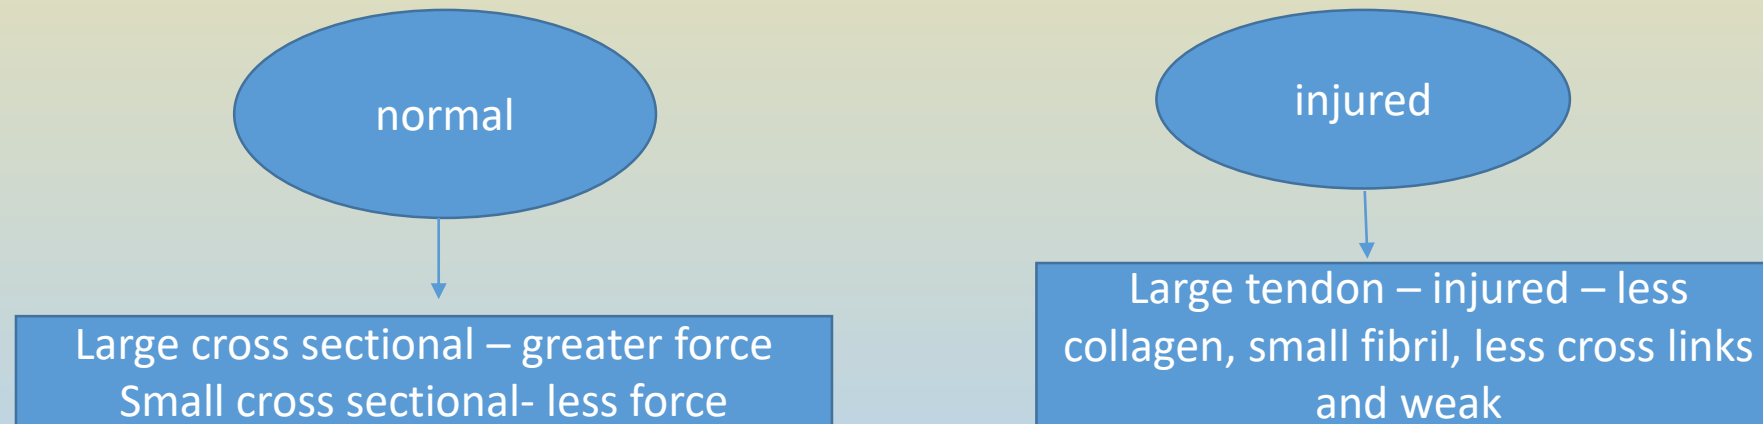 normal
Large cross sectional – greater force
Small cross sectional- less force
injured
Large tendon – injured – less
collagen, small fibril, less cross links
and weak